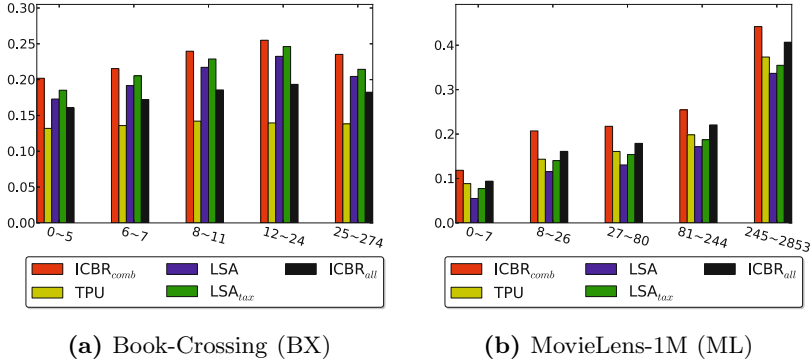 0.30
0.25
0.20
0.15
0.10
0.05
0.00
0~5 6~7 8~11 12~24 25~274
ICBRcomb LSA ICBRall
TPU LSAtax
(a) Book-Crossing (BX)
0.4
0.3
0.2
0.1
0.0
0~7 8~26 27~80 81~244 245~2853
ICBRcomb LSA ICBRall
TPU LSAtax
(b) MovieLens-1M (ML)